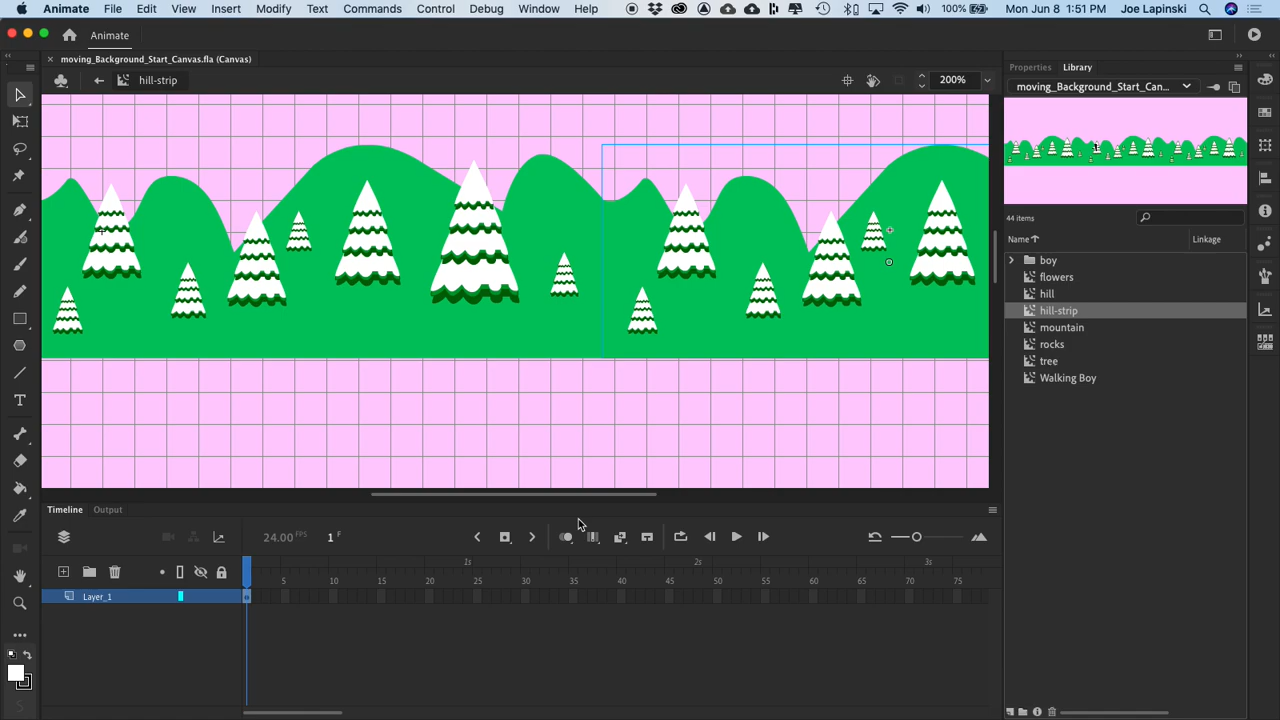 Animate File Edit View Insert Modify Text Commands Control Debug Window Help 100% Mon Jun 8 1:51 PM Joe Lapinski
Animate
moving_Background_Start_Canvas.fla (Canvas)
hill-strip 200%
Properties Library
moving_Background_Start_Can...
44 items
Name Linkage
boy
flowers
hill
hill-strip
mountain
rocks
tree
Walking Boy
Timeline Output
24.00 FPS 1 F
1s 2s 3s
5 10 15 20 25 30 35 40 45 50 55 60 65 70 75
Layer_1